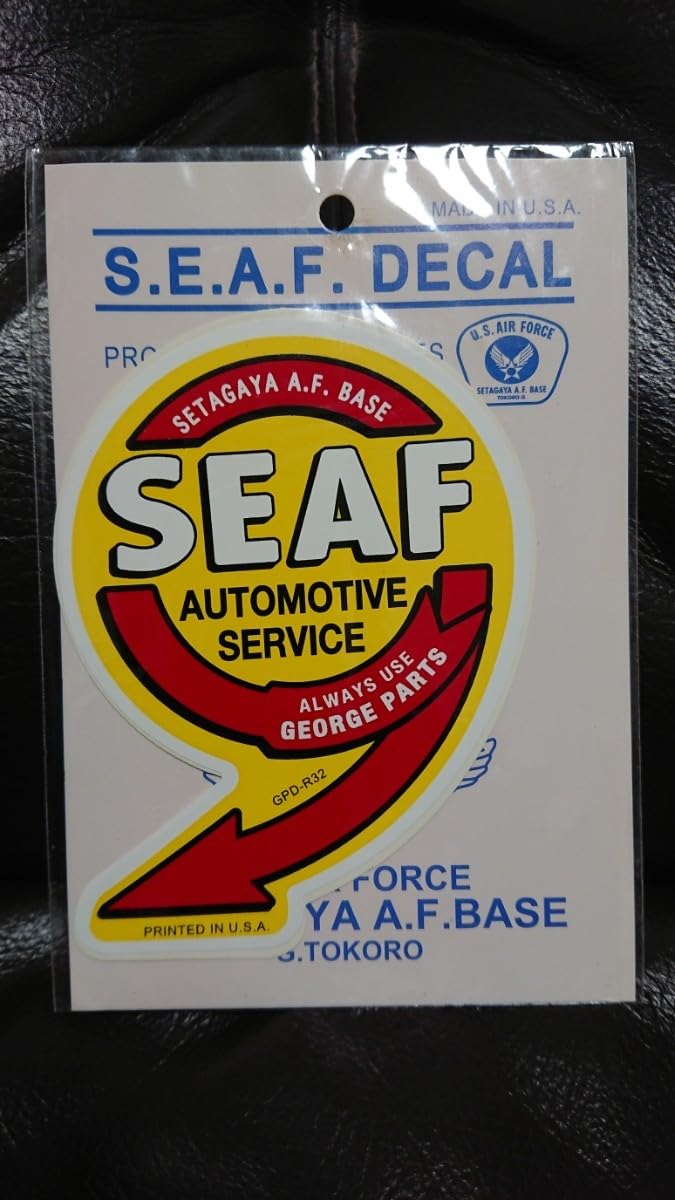 MADE IN U.S.A.
S.E.A.F. DECAL
U.S. AIR FORCE
SETAGAYA A.F. BASE
TOKORO G
SETAGAYA A.F. BASE
SEAF
AUTOMOTIVE
SERVICE
ALWAYS USE
GEORGE PARTS
GPD-R32
PRINTED IN U.S.A.
FORCE
YA A.F.BASE
G.TOKORO